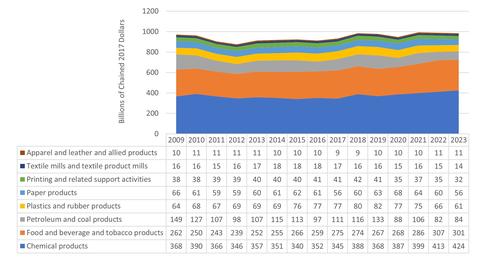 Billions of Chained 2017 Dollars
1200
1000
800
600
400
200
0
2009 2010 2011 2012 2013 2014 2015 2016 2017 2018 2019 2020 2021 2022 2023
Apparel and leather and allied products 10 11 11 11 11 10 10 10 9 9 10 10 10 11 11
Textile mills and textile product mills 16 16 15 16 17 18 18 18 17 16 16 15 16 15 14
Printing and related support activities 38 38 39 39 40 40 40 41 41 42 41 35 37 35 32
Paper products 66 61 59 59 60 61 62 61 56 60 63 68 64 60 56
Plastics and rubber products 64 68 67 69 69 69 76 77 77 80 82 77 75 66 61
Petroleum and coal products 149 127 107 98 107 115 113 97 111 116 133 88 106 82 84
Food and beverage and tobacco products 262 250 243 239 252 255 266 259 275 274 267 268 286 307 301
Chemical products 368 390 366 346 357 351 340 352 345 388 368 387 399 413 424